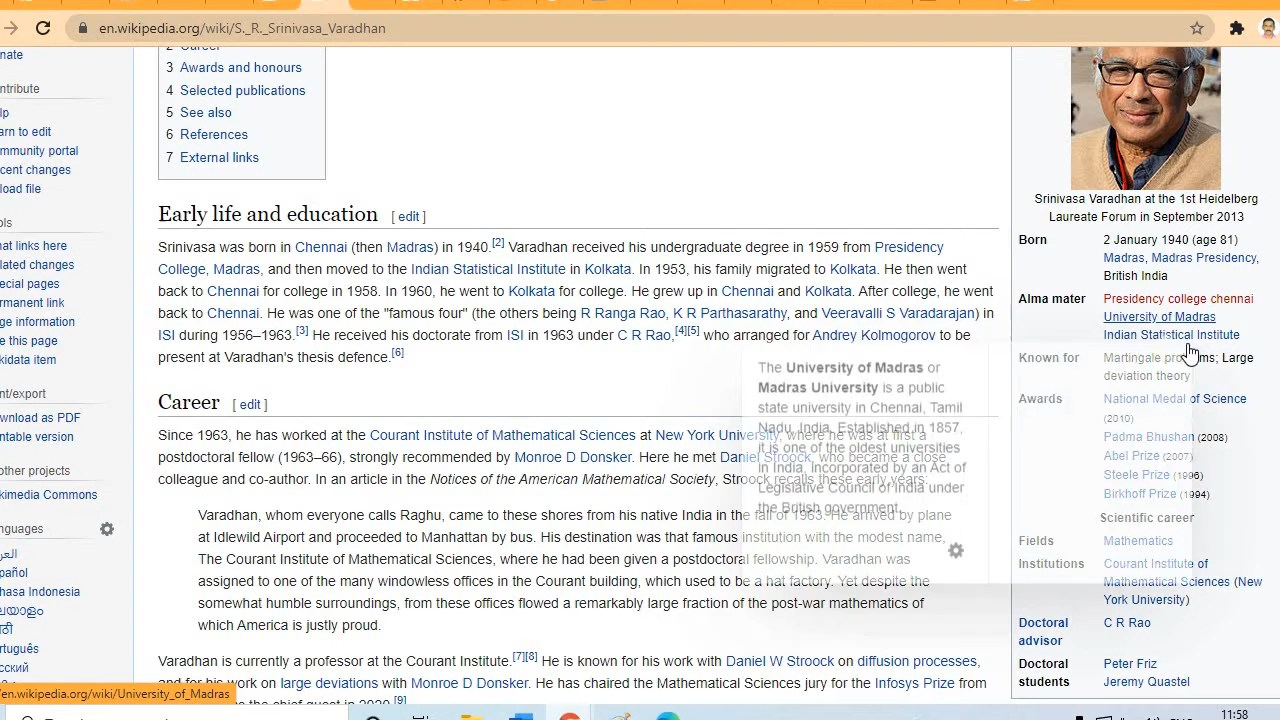 en.wikipedia.org/wiki/S._R._Srinivasa_Varadhan
nate
ntribute
lp
arn to edit
mmunity portal
cent changes
load file
ols
hat links here
lated changes
ecial pages
rmanent link
ge information
e this page
kidata item
nt/export
wnload as PDF
ntable version
other projects
kimedia Commons
nguages
العر
pañol
hasa Indonesia
ലയാളം
ाठी
rtuguês
сский
3 Awards and honours
4 Selected publications
5 See also
6 References
7 External links
Early life and education [ edit ]
Srinivasa was born in Chennai (then Madras) in 1940.[2] Varadhan received his undergraduate degree in 1959 from Presidency
College, Madras, and then moved to the Indian Statistical Institute in Kolkata. In 1953, his family migrated to Kolkata. He then went
back to Chennai for college in 1958. In 1960, he went to Kolkata for college. He grew up in Chennai and Kolkata. After college, he went
back to Chennai. He was one of the "famous four" (the others being R Ranga Rao, K R Parthasarathy, and Veeravalli S Varadarajan) in
ISI during 1956–1963.[3] He received his doctorate from ISI in 1963 under C R Rao,[4][5] who arranged for Andrey Kolmogorov to be
present at Varadhan's thesis defence.[6]
Career [ edit ]
Since 1963, he has worked at the Courant Institute of Mathematical Sciences at New York University, where he was at first a
postdoctoral fellow (1963–66), strongly recommended by Monroe D Donsker. Here he met Daniel Stroock, who became a close
colleague and co-author. In an article in the Notices of the American Mathematical Society, Stroock recalls these early years:
Varadhan, whom everyone calls Raghu, came to these shores from his native India in the fall of 1963. He arrived by plane
at Idlewild Airport and proceeded to Manhattan by bus. His destination was that famous institution with the modest name,
The Courant Institute of Mathematical Sciences, where he had been given a postdoctoral fellowship. Varadhan was
assigned to one of the many windowless offices in the Courant building, which used to be a hat factory. Yet despite the
somewhat humble surroundings, from these offices flowed a remarkably large fraction of the post-war mathematics of
which America is justly proud.
Varadhan is currently a professor at the Courant Institute.[7][8] He is known for his work with Daniel W Stroock on diffusion processes,
and for his work on large deviations with Monroe D Donsker. He has chaired the Mathematical Sciences jury for the Infosys Prize from
[9]
The University of Madras or
Madras University is a public
state university in Chennai, Tamil
Nadu, India. Established in 1857,
it is one of the oldest universities
in India, incorporated by an Act of
Legislative Council of India under
the British government.
Srinivasa Varadhan at the 1st Heidelberg
Laureate Forum in September 2013
Born 2 January 1940 (age 81)
Madras, Madras Presidency,
British India
Alma mater Presidency college chennai
University of Madras
Indian Statistical Institute
Known for Martingale ms; Large
deviation theory
Awards National Medal of Science
(2010)
Padma Bhushan (2008)
Abel Prize (2007)
Steele Prize (1996)
Birkhoff Prize (1994)
Scientific career
Fields Mathematics
Institutions Courant Institute of
Mathematical Sciences (New
York University)
Doctoral advisor C R Rao
Doctoral students Peter Friz
Jeremy Quastel
en.wikipedia.org/wiki/University_of_Madras
11:58